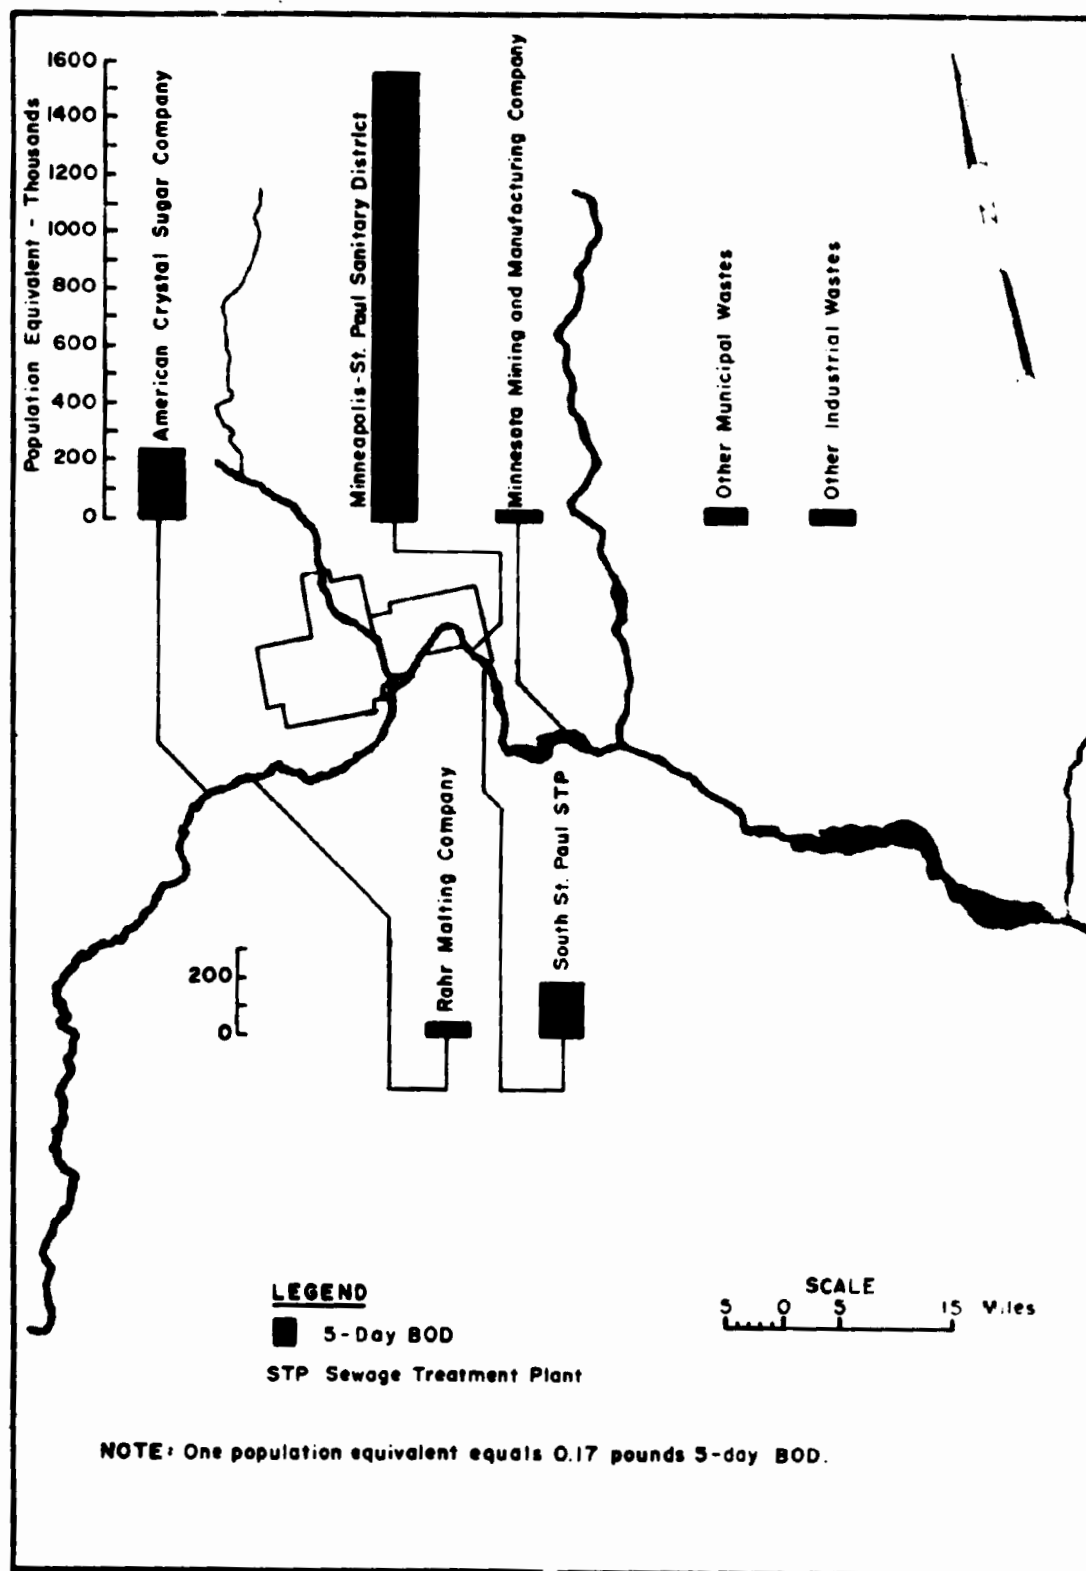 Population Equivalent - Thousands
1600
1400
1200
1000
800
600
400
200
0
American Crystal Sugar Company
Minneapolis-St. Paul Sanitary District
Minnesota Mining and Manufacturing Company
Other Municipal Wastes
Other Industrial Wastes
Rahr Malting Company
South St. Paul STP
200
0
LEGEND
5-Day BOD
STP Sewage Treatment Plant
SCALE
5 0 5 15 Miles
NOTE: One population equivalent equals 0.17 pounds 5-day BOD.